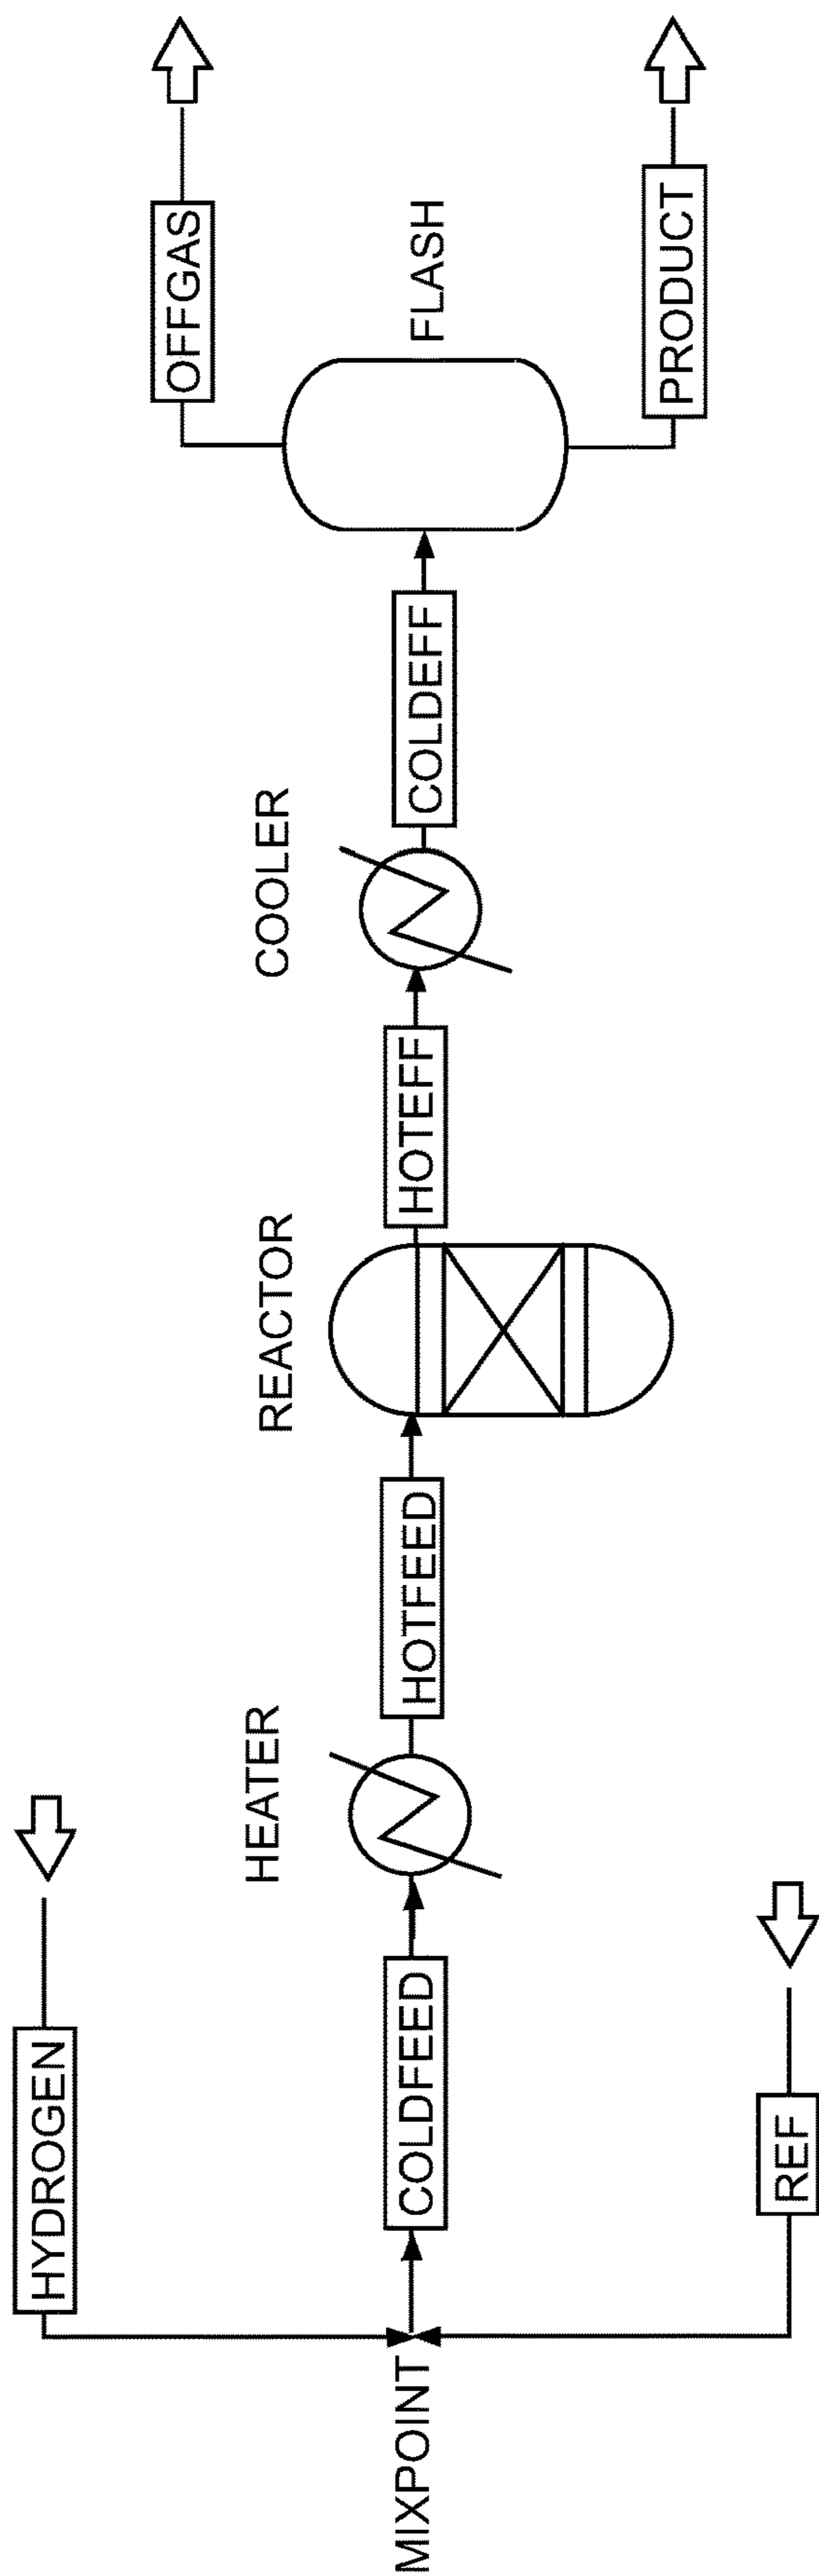 HYDROGEN
REF
MIXPOINT
COLDFEED
HEATER
HOTFEED
REACTOR
HOTEFF
COOLER
COLDEFF
FLASH
OFFGAS
PRODUCT